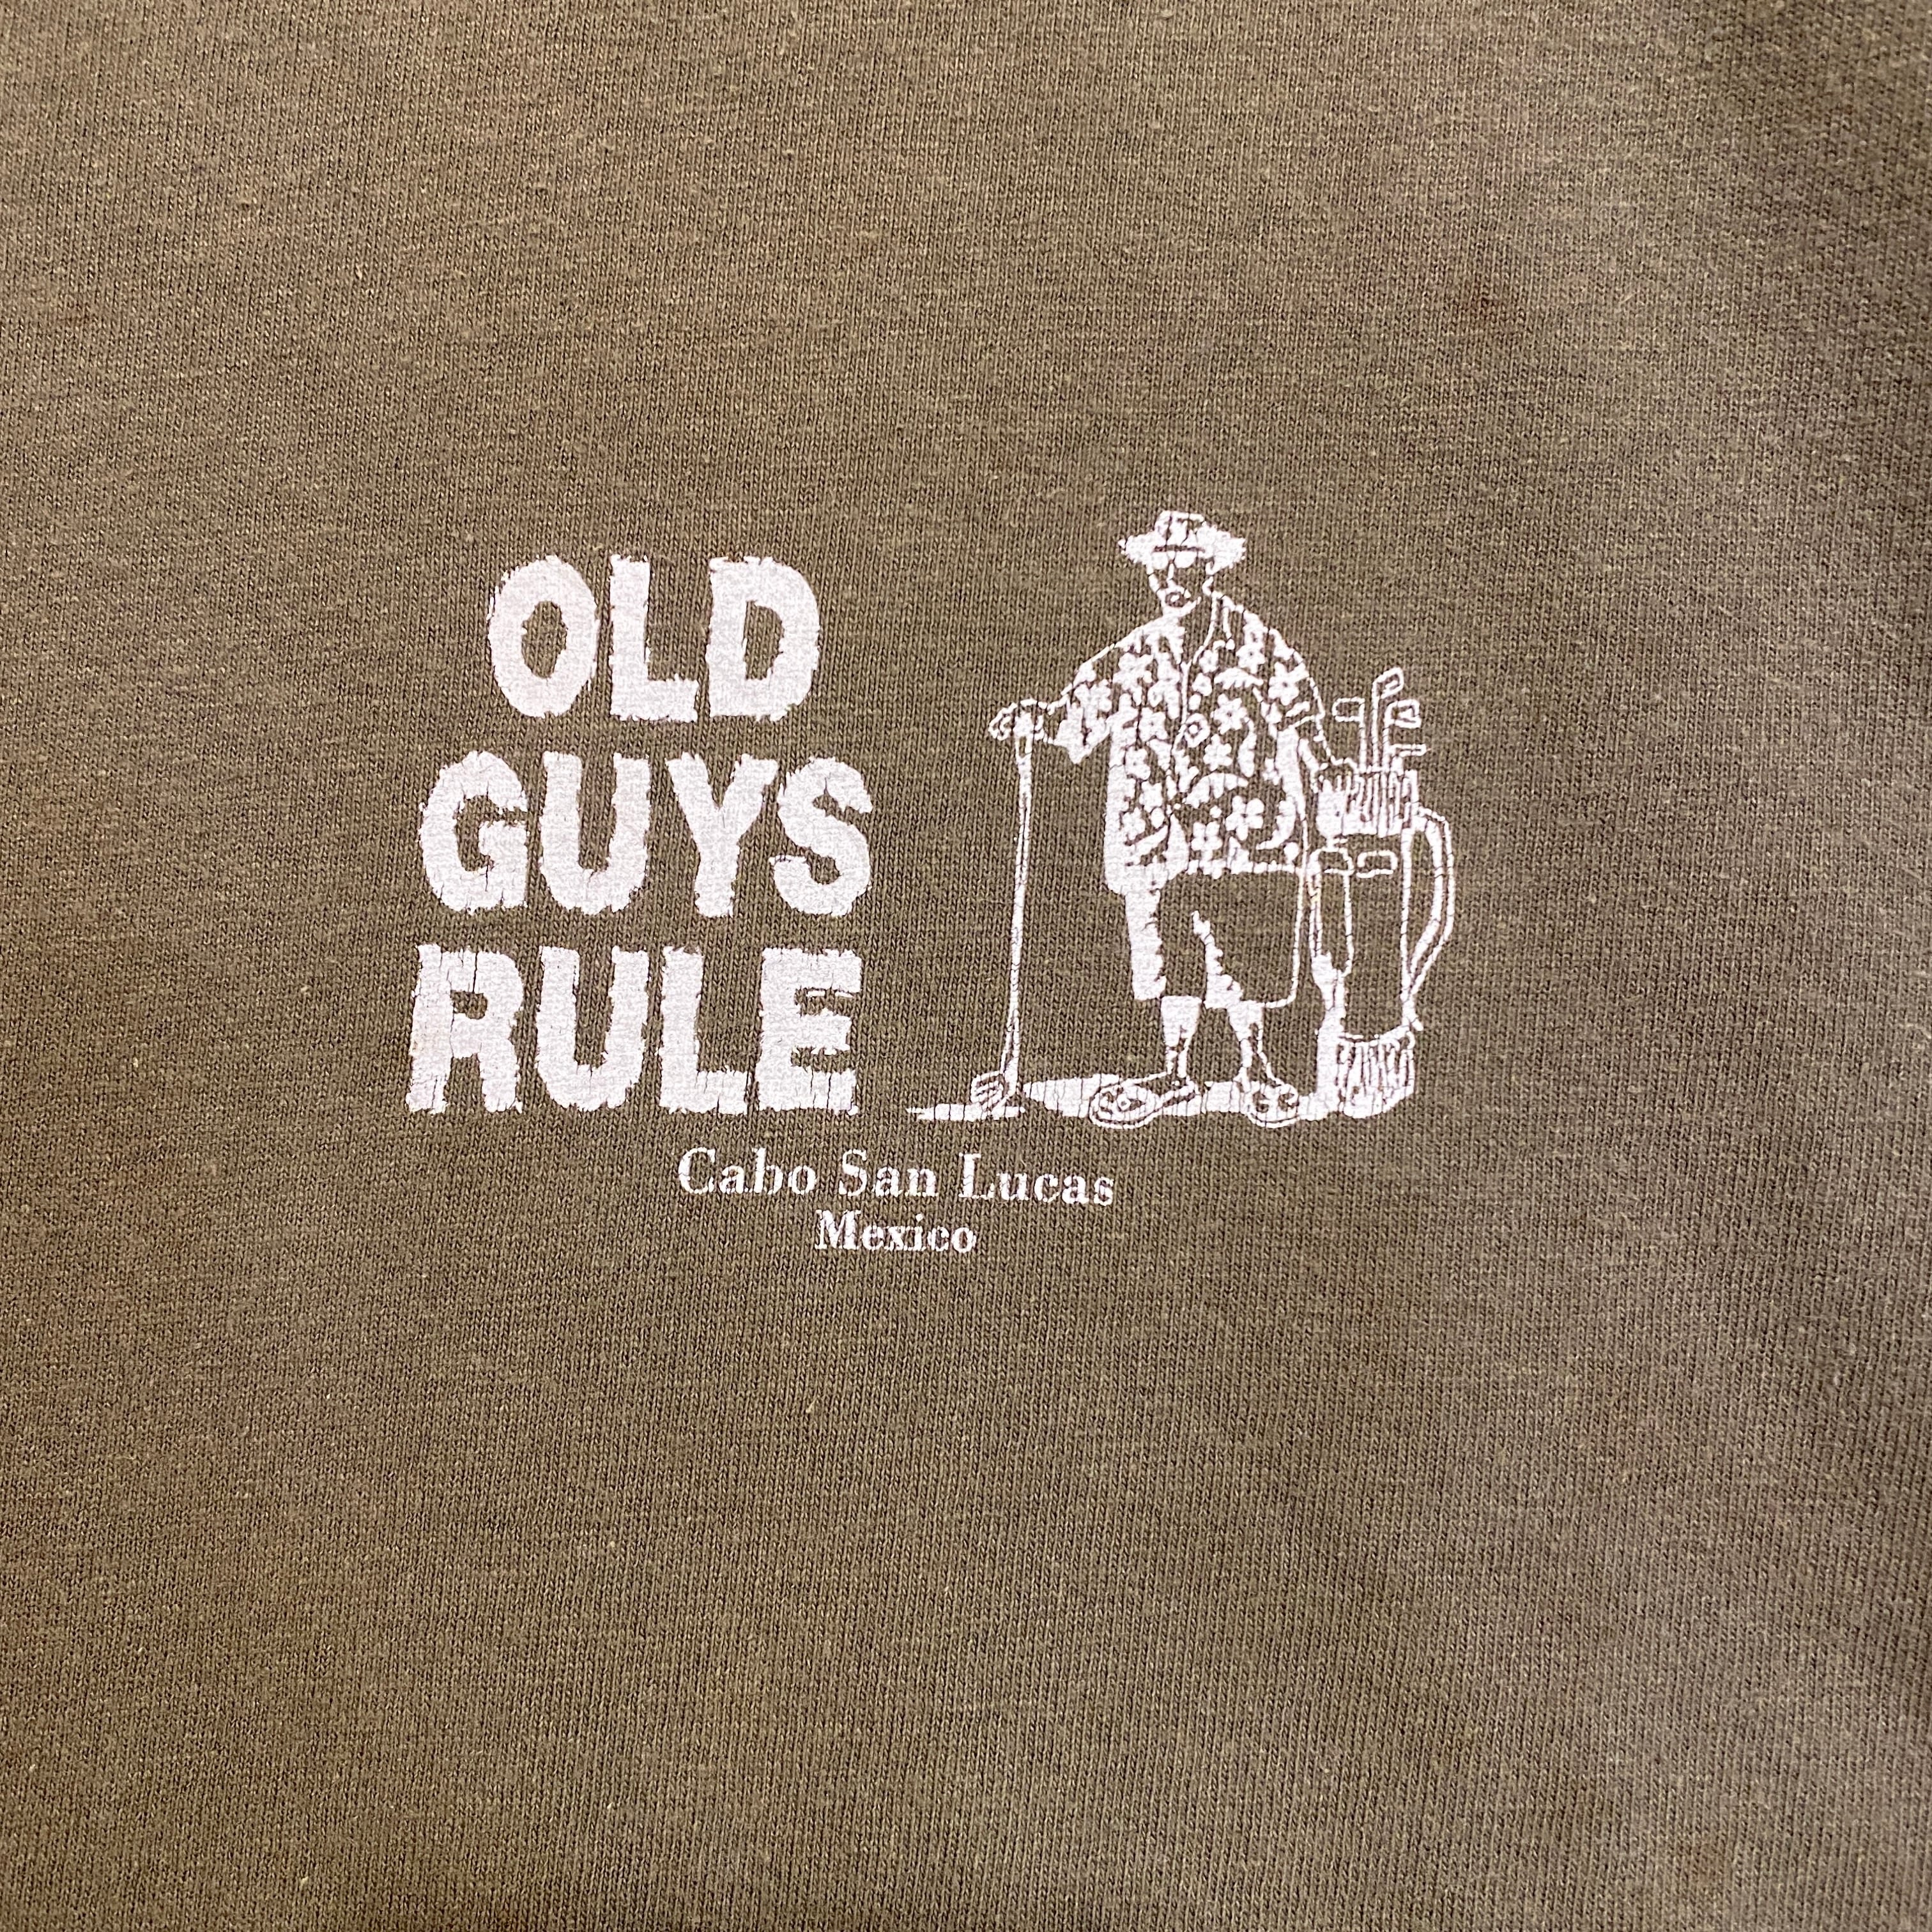 OLD
GUYS
RULE
Cabo San Lucas
Mexico